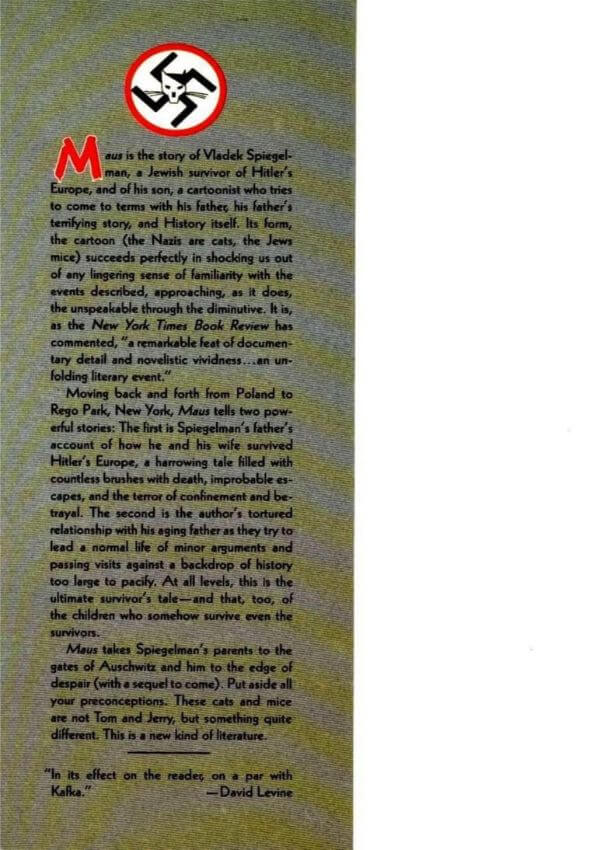 Maus is the story of Vladek Spiegel-
man, a Jewish survivor of Hitler's
Europe, and of his son, a cartoonist who tries
to come to terms with his father, his father's
terrifying story, and History itself. Its form,
the cartoon (the Nazis are cats, the Jews
mice) succeeds perfectly in shocking us out
of any lingering sense of familiarity with the
events described, approaching, as it does,
the unspeakable through the diminutive. It is,
as the New York Times Book Review has
commented, "a remarkable feat of documen-
tary detail and novelistic vividness...an un-
folding literary event."
Moving back and forth from Poland to
Rego Park, New York, Maus tells two pow-
erful stories: The first is Spiegelman's father's
account of how he and his wife survived
Hitler's Europe, a harrowing tale filled with
countless brushes with death, improbable es-
capes, and the terror of confinement and be-
trayal. The second is the author's tortured
relationship with his aging father as they try to
lead a normal life of minor arguments and
passing visits against a backdrop of history
too large to pacify. At all levels, this is the
ultimate survivor's tale—and that, too, of
the children who somehow survive even the
survivors.
Maus takes Spiegelman's parents to the
gates of Auschwitz and him to the edge of
despair (with a sequel to come). Put aside all
your preconceptions. These cats and mice
are not Tom and Jerry, but something quite
different. This is a new kind of literature.
"In its effect on the reader, on a par with
Kafka." —David Levine